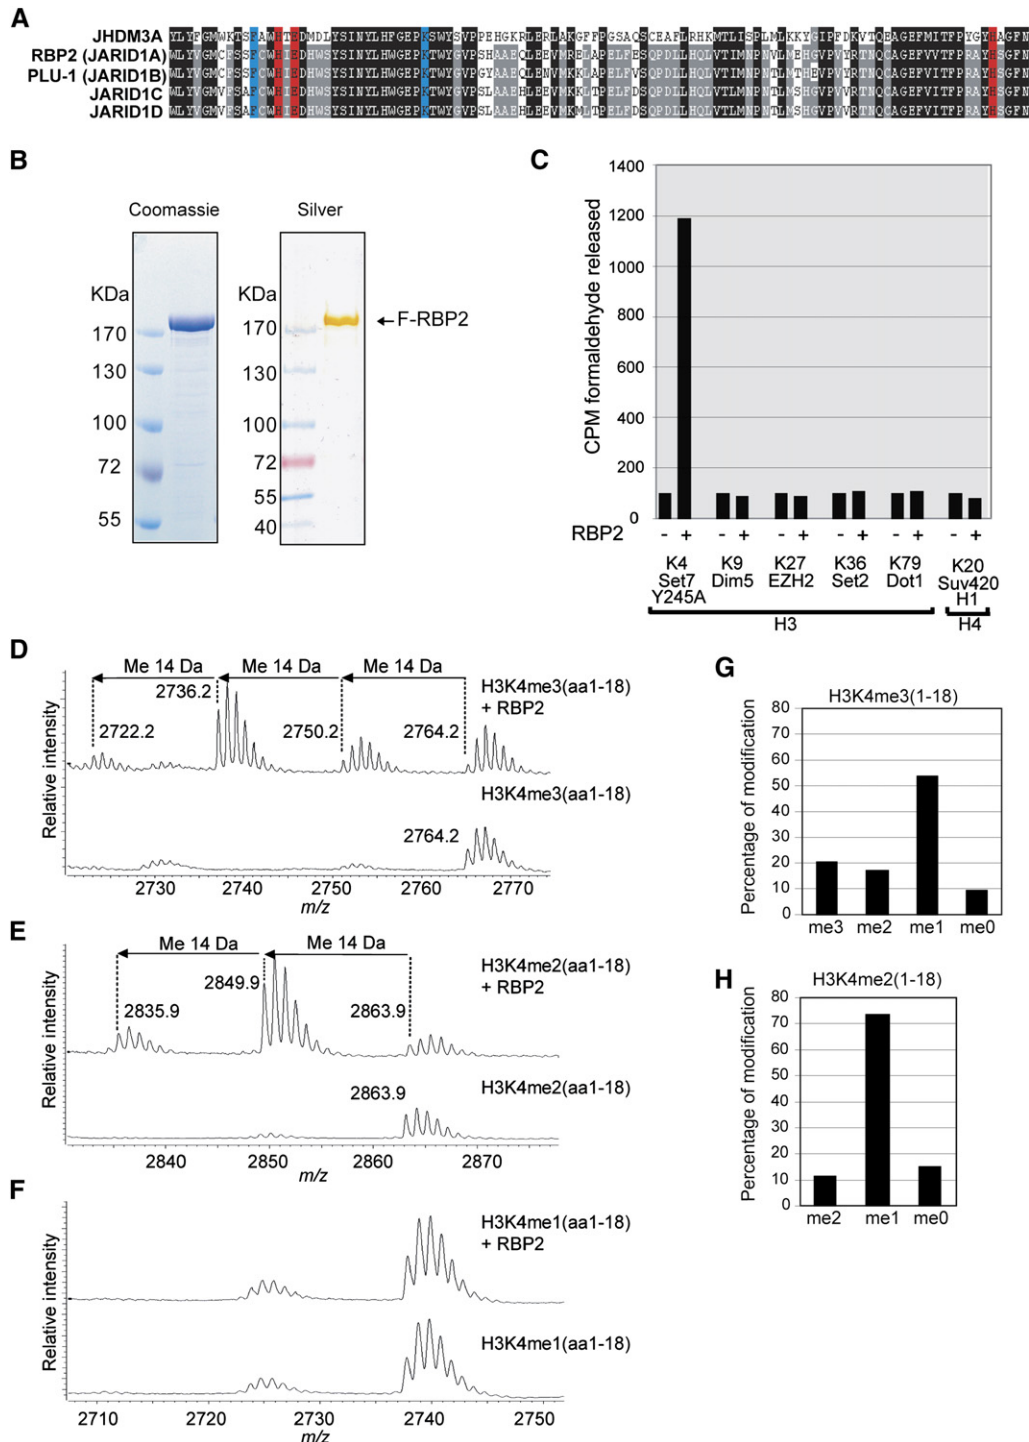 A
JHDM3A
RBP2 (JARID1A)
PLU-1 (JARID1B)
JARID1C
JARID1D
B
Coomassie
Silver
KDa
170
130
100
72
55
KDa
170
130
100
72
55
40
F-RBP2
C
CPM formaldehyde released
1400
1200
1000
800
600
400
200
0
RBP2 - + - + - + - + - + - +
K4 K9 K27 K36 K79 K20
Set7 Dim5 EZH2 Set2 Dot1 Suv420
Y245A H1
H3 H4
D
Me 14 Da Me 14 Da Me 14 Da
2722.2
2736.2
2750.2
2764.2
H3K4me3(aa1-18)
+ RBP2
H3K4me3(aa1-18)
2764.2
Relative intensity
2730 2740 2750 2760 2770
m/z
E
Me 14 Da Me 14 Da
2835.9
2849.9
2863.9
H3K4me2(aa1-18)
+ RBP2
2863.9
H3K4me2(aa1-18)
Relative intensity
2840 2850 2860 2870
m/z
F
H3K4me1(aa1-18)
+ RBP2
H3K4me1(aa1-18)
Relative intensity
2710 2720 2730 2740 2750
m/z
G
H3K4me3(1-18)
Percentage of modification
80
70
60
50
40
30
20
10
0
me3 me2 me1 me0
H
H3K4me2(1-18)
Percentage of modification
80
70
60
50
40
30
20
10
0
me2 me1 me0